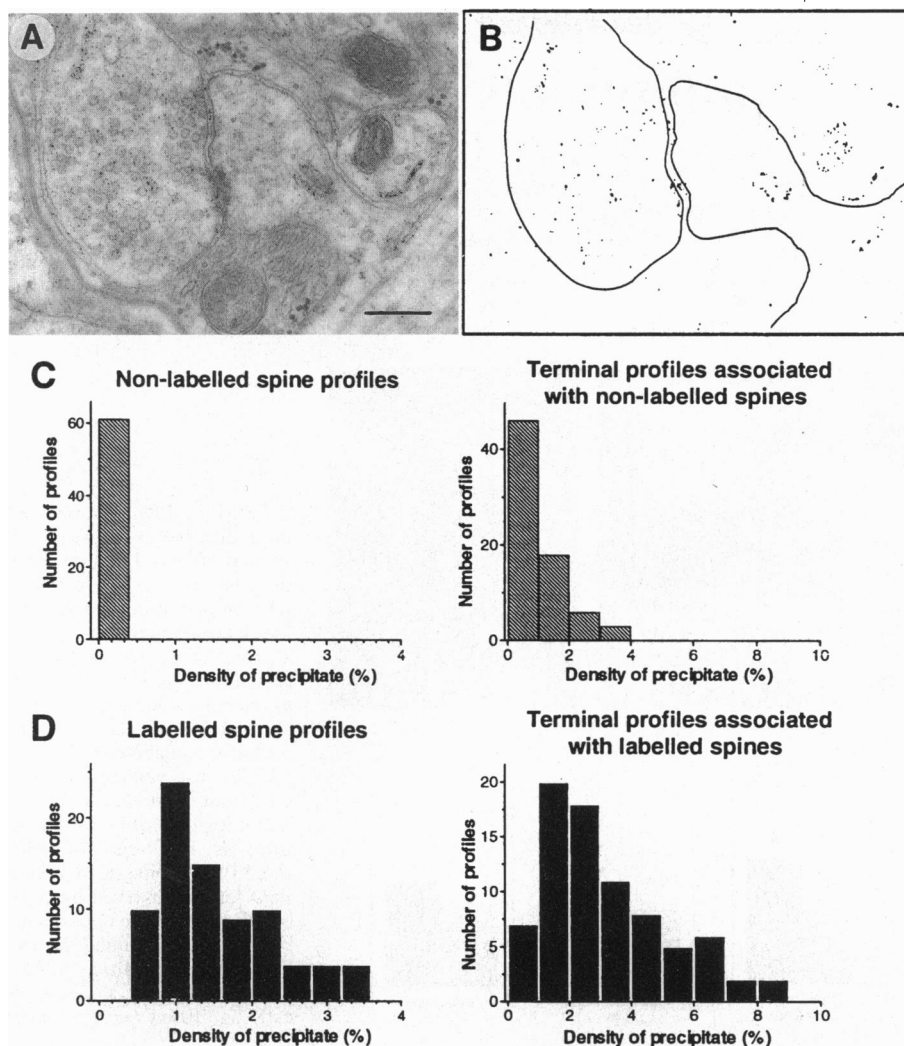 A
B
C
Non-labelled spine profiles
Number of profiles
60
40
20
0
0 1 2 3 4
Density of precipitate (%)
Terminal profiles associated
with non-labelled spines
Number of profiles
40
20
0
0 2 4 6 8 10
Density of precipitate (%)
D
Labelled spine profiles
Number of profiles
20
10
0
0 1 2 3 4
Density of precipitate (%)
Terminal profiles associated
with labelled spines
Number of profiles
20
15
10
5
0
0 2 4 6 8 10
Density of precipitate (%)